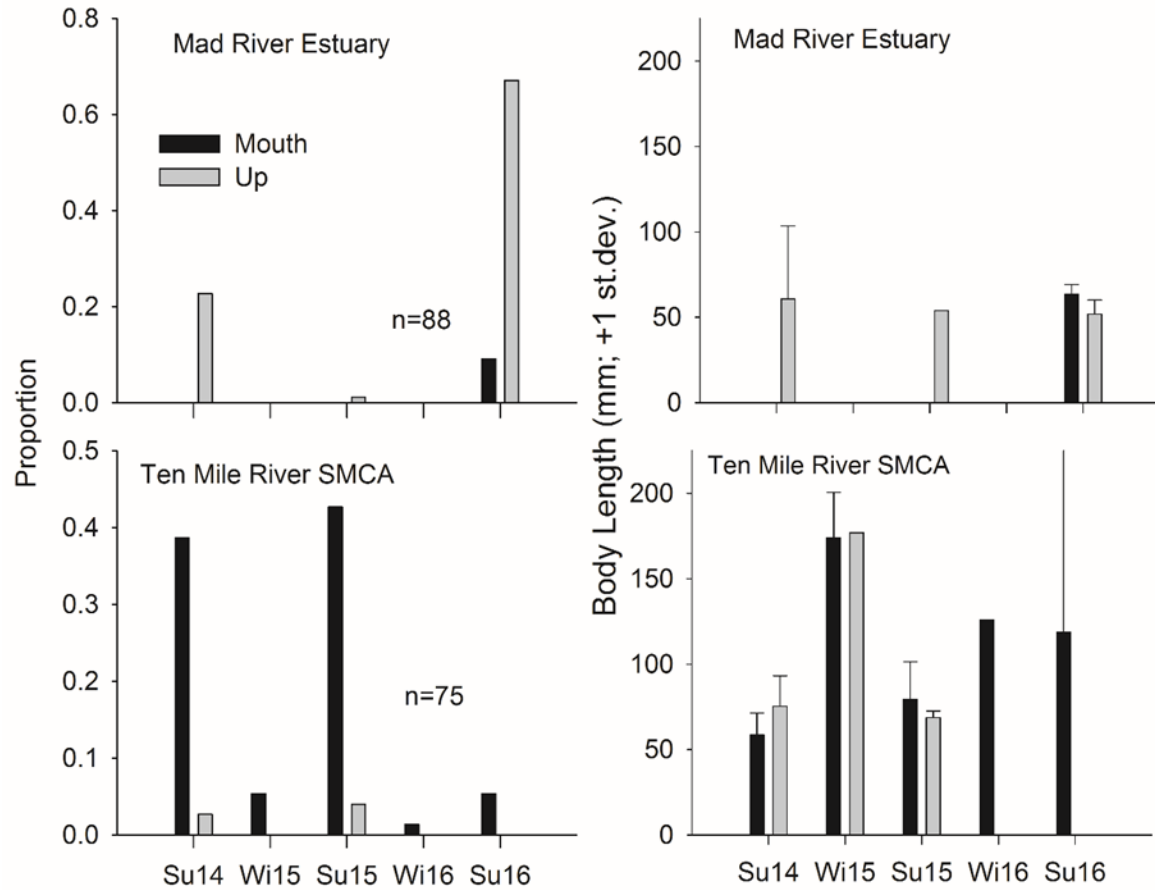 Proportion
0.8
0.6
0.4
0.2
0.0
Mad River Estuary
Mouth
Up
n=88
Body Length (mm; +1 st.dev.)
200
150
100
50
0
Mad River Estuary
0.5
0.4
0.3
0.2
0.1
0.0
Ten Mile River SMCA
n=75
Su14 Wi15 Su15 Wi16 Su16
200
150
100
50
0
Ten Mile River SMCA
Su14 Wi15 Su15 Wi16 Su16